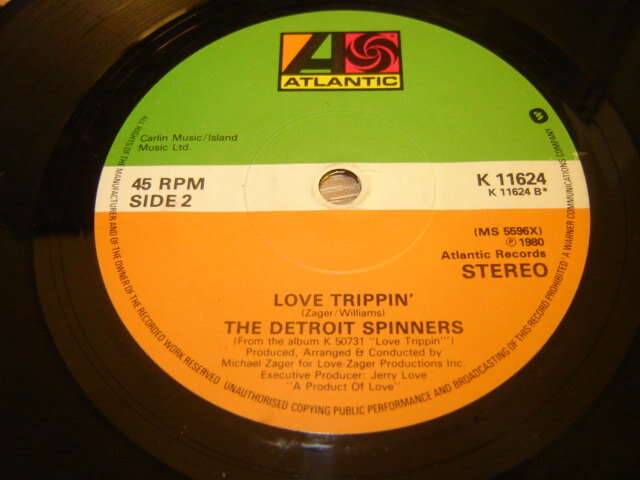 ATLANTIC
Carlin Music/Island
Music Ltd.
45 RPM
SIDE 2
K 11624
K 11624 B*
(MS 5596X)
℗ 1980
Atlantic Records
STEREO
LOVE TRIPPIN'
(Zager/Williams)
THE DETROIT SPINNERS
(From the album K 50731 "Love Trippin'")
Produced, Arranged & Conducted by
Michael Zager for Love-Zager Productions Inc.
Executive Producer: Jerry Love
"A Product Of Love"
ALL RIGHTS OF THE MANUFACTURER AND OF THE OWNER OF THE RECORDED WORK RESERVED. UNAUTHORISED COPYING PUBLIC PERFORMANCE AND BROADCASTING OF THIS RECORD PROHIBITED. A WARNER COMMUNICATIONS COMPANY